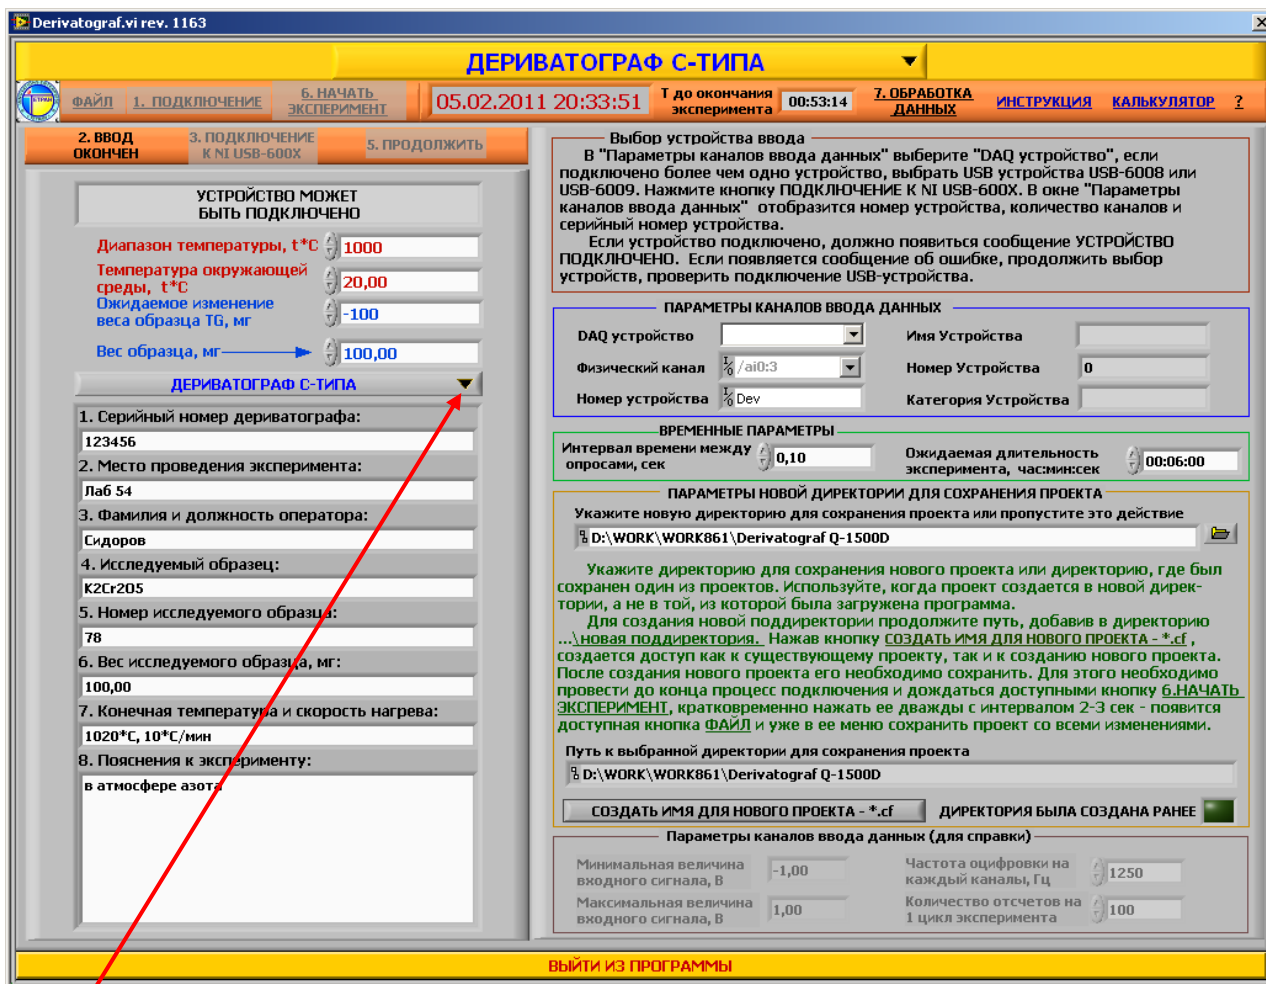 Derivatograf.vi rev. 1163
ДЕРИВАТОГРАФ С-ТИПА
ФАЙЛ
1. ПОДКЛЮЧЕНИЕ
6. НАЧАТЬ
ЭКСПЕРИМЕНТ
05.02.2011 20:33:51
Т до окончания
эксперимента
00:53:14
7. ОБРАБОТКА
ДАННЫХ
ИНСТРУКЦИЯ
КАЛЬКУЛЯТОР
?
2. ВВОД
ОКОНЧЕН
3. ПОДКЛЮЧЕНИЕ
К NI USB-600X
5. ПРОДОЛЖИТЬ
УСТРОЙСТВО МОЖЕТ
БЫТЬ ПОДКЛЮЧЕНО
Диапазон температуры, t*C
1000
Температура окружающей
среды, t*C
20,00
Ожидаемое изменение
веса образца TG, мг
-100
Вес образца, мг
100,00
ДЕРИВАТОГРАФ С-ТИПА
1. Серийный номер дериватографа:
123456
2. Место проведения эксперимента:
Лаб 54
3. Фамилия и должность оператора:
Сидоров
4. Исследуемый образец:
K2Cr2O5
5. Номер исследуемого образца:
78
6. Вес исследуемого образца, мг:
100,00
7. Конечная температура и скорость нагрева:
1020*C, 10*C/мин
8. Пояснения к эксперименту:
в атмосфере азота
Выбор устройства ввода
В "Параметры каналов ввода данных" выберите "DAQ устройство", если
подключено более чем одно устройство, выбрать USB устройства USB-6008 или
USB-6009. Нажмите кнопку ПОДКЛЮЧЕНИЕ К NI USB-600X. В окне "Параметры
каналов ввода данных" отобразится номер устройства, количество каналов и
серийный номер устройства.
Если устройство подключено, должно появиться сообщение УСТРОЙСТВО
ПОДКЛЮЧЕНО. Если появляется сообщение об ошибке, продолжить выбор
устройств, проверить подключение USB-устройства.
ПАРАМЕТРЫ КАНАЛОВ ВВОДА ДАННЫХ
DAQ устройство
Имя Устройства
Физический канал
/ai0:3
Номер Устройства
0
Номер устройства
Dev
Категория Устройства
ВРЕМЕННЫЕ ПАРАМЕТРЫ
Интервал времени между
опросами, сек
0,10
Ожидаемая длительность
эксперимента, час:мин:сек
00:06:00
ПАРАМЕТРЫ НОВОЙ ДИРЕКТОРИИ ДЛЯ СОХРАНЕНИЯ ПРОЕКТА
Укажите новую директорию для сохранения проекта или пропустите это действие
D:\WORK\WORK861\Derivatograf Q-1500D
Укажите директорию для сохранения нового проекта или директорию, где был
сохранен один из проектов. Используйте, когда проект создается в новой дирек-
тории, а не в той, из которой была загружена программа.
Для создания новой поддиректории продолжите путь, добавив в директорию
...\новая поддиректория. Нажав кнопку СОЗДАТЬ ИМЯ ДЛЯ НОВОГО ПРОЕКТА - *.cf ,
создается доступ как к существующему проекту, так и к созданию нового проекта.
После создания нового проекта его необходимо сохранить. Для этого необходимо
провести до конца процесс подключения и дождаться доступными кнопку 6.НАЧАТЬ
ЭКСПЕРИМЕНТ, кратковременно нажать ее дважды с интервалом 2-3 сек - появится
доступная кнопка ФАЙЛ и уже в ее меню сохранить проект со всеми изменениями.
Путь к выбранной директории для сохранения проекта
D:\WORK\WORK861\Derivatograf Q-1500D
СОЗДАТЬ ИМЯ ДЛЯ НОВОГО ПРОЕКТА - *.cf
ДИРЕКТОРИЯ БЫЛА СОЗДАНА РАНЕЕ
Параметры каналов ввода данных (для справки)
Минимальная величина
входного сигнала, В
-1,00
Частота оцифровки на
каждый каналы, Гц
1250
Максимальная величина
входного сигнала, В
1,00
Количество отсчетов на
1 цикл эксперимента
100
ВЫЙТИ ИЗ ПРОГРАММЫ